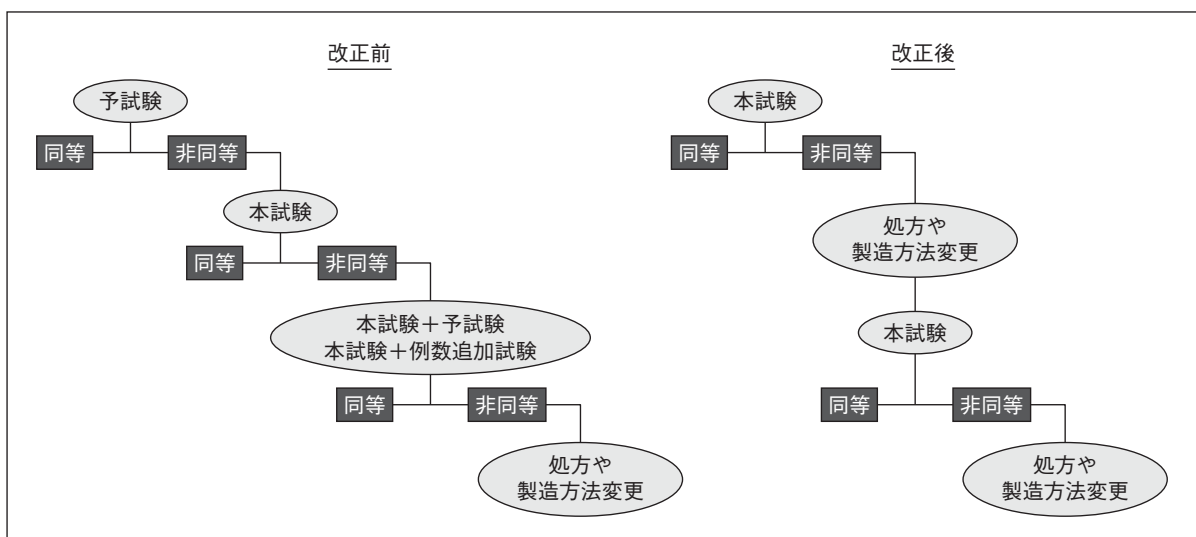 改正前
予試験
同等
非同等
本試験
同等
非同等
本試験＋予試験
本試験＋例数追加試験
同等
非同等
処方や
製造方法変更
改正後
本試験
同等
非同等
処方や
製造方法変更
本試験
同等
非同等
処方や
製造方法変更